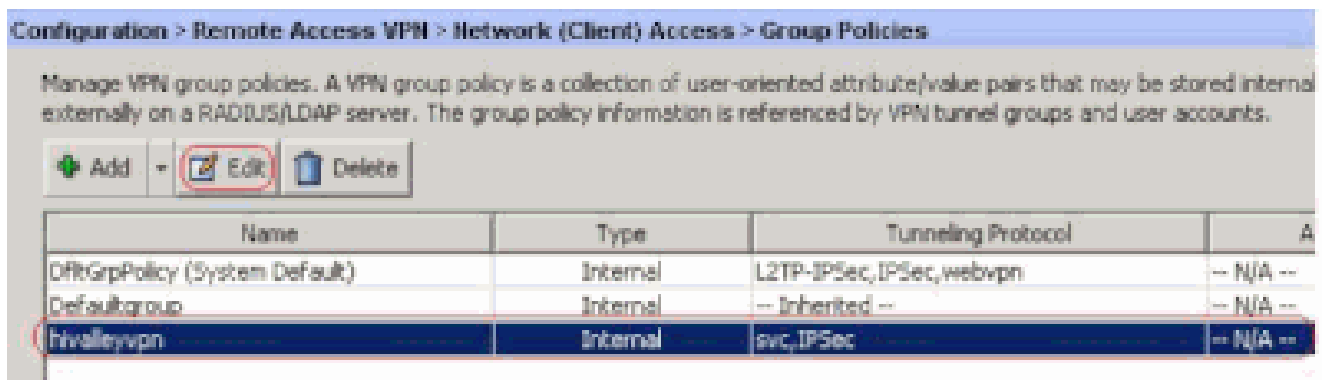 Configuration > Remote Access VPN > Network (Client) Access > Group Policies
Manage VPN group policies. A VPN group policy is a collection of user-oriented attribute/value pairs that may be stored internal
externally on a RADIUS/LDAP server. The group policy information is referenced by VPN tunnel groups and user accounts.
Add Edit Delete
Name Type Tunneling Protocol A
DfltGrpPolicy (System Default) Internal L2TP-IPSec,IPSec,webvpn -- N/A --
Defaultgroup Internal -- Inherited -- -- N/A --
hivalleyvpn Internal svc,IPSec -- N/A --